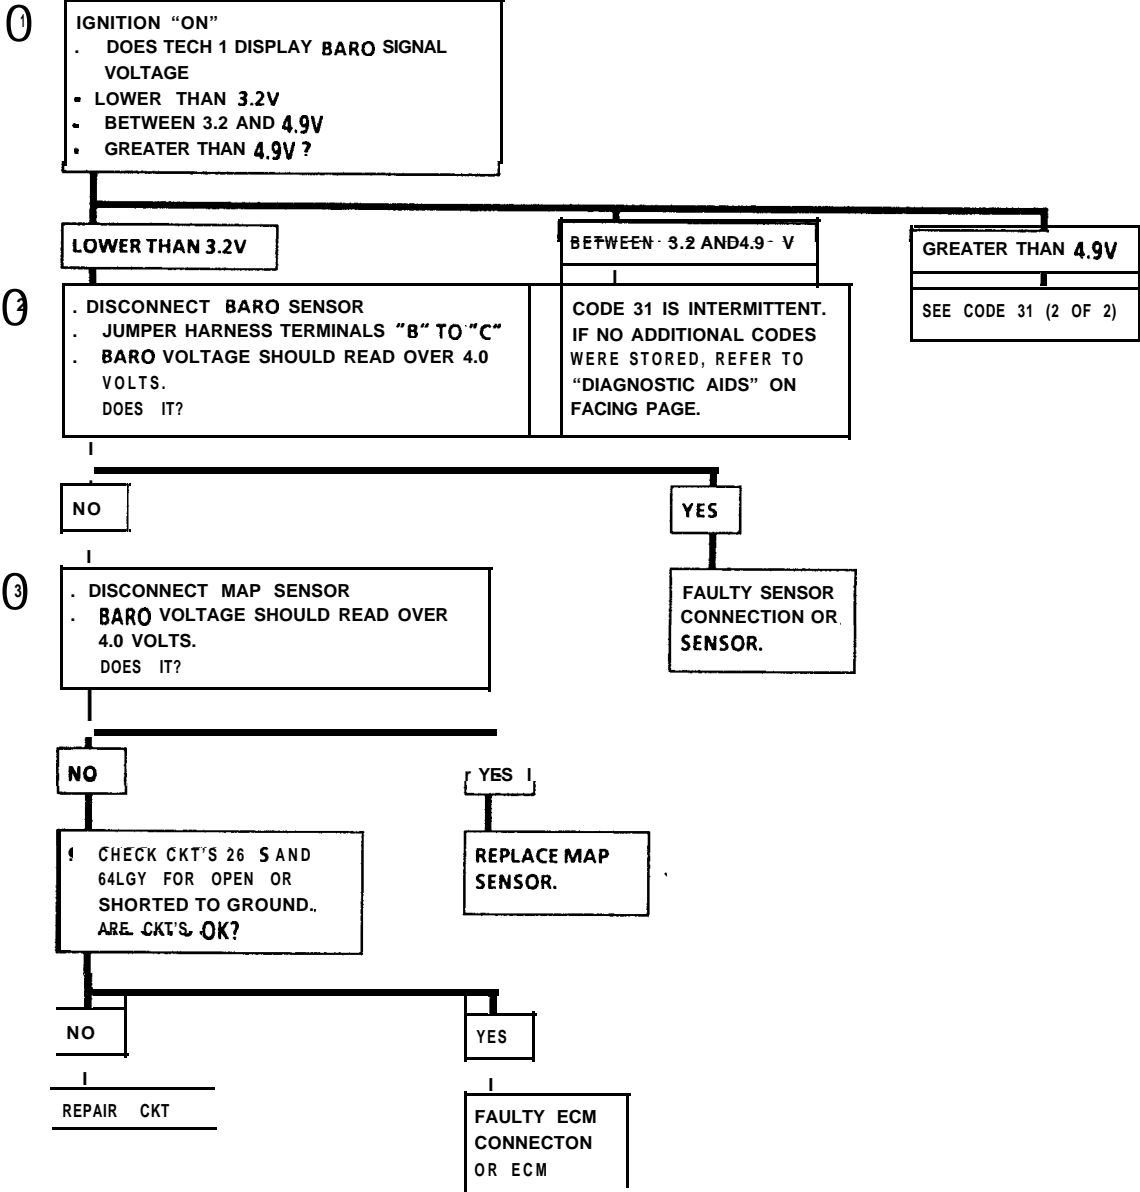 1
IGNITION “ON”
. DOES TECH 1 DISPLAY BARO SIGNAL
VOLTAGE
- LOWER THAN 3.2V
- BETWEEN 3.2 AND 4.9V
- GREATER THAN 4.9V ?
LOWER THAN 3.2V
BETWEEN 3.2 AND4.9 V
GREATER THAN 4.9V
2
. DISCONNECT BARO SENSOR
. JUMPER HARNESS TERMINALS "B" TO "C"
. BARO VOLTAGE SHOULD READ OVER 4.0
VOLTS.
DOES IT?
CODE 31 IS INTERMITTENT.
IF NO ADDITIONAL CODES
WERE STORED, REFER TO
“DIAGNOSTIC AIDS” ON
FACING PAGE.
SEE CODE 31 (2 OF 2)
NO
YES
3
. DISCONNECT MAP SENSOR
. BARO VOLTAGE SHOULD READ OVER
4.0 VOLTS.
DOES IT?
FAULTY SENSOR
CONNECTION OR
SENSOR.
NO
YES
CHECK CKT'S 26 S AND
64LGY FOR OPEN OR
SHORTED TO GROUND.
ARE CKT'S OK?
REPLACE MAP
SENSOR.
NO
YES
REPAIR CKT
FAULTY ECM
CONNECTON
OR ECM